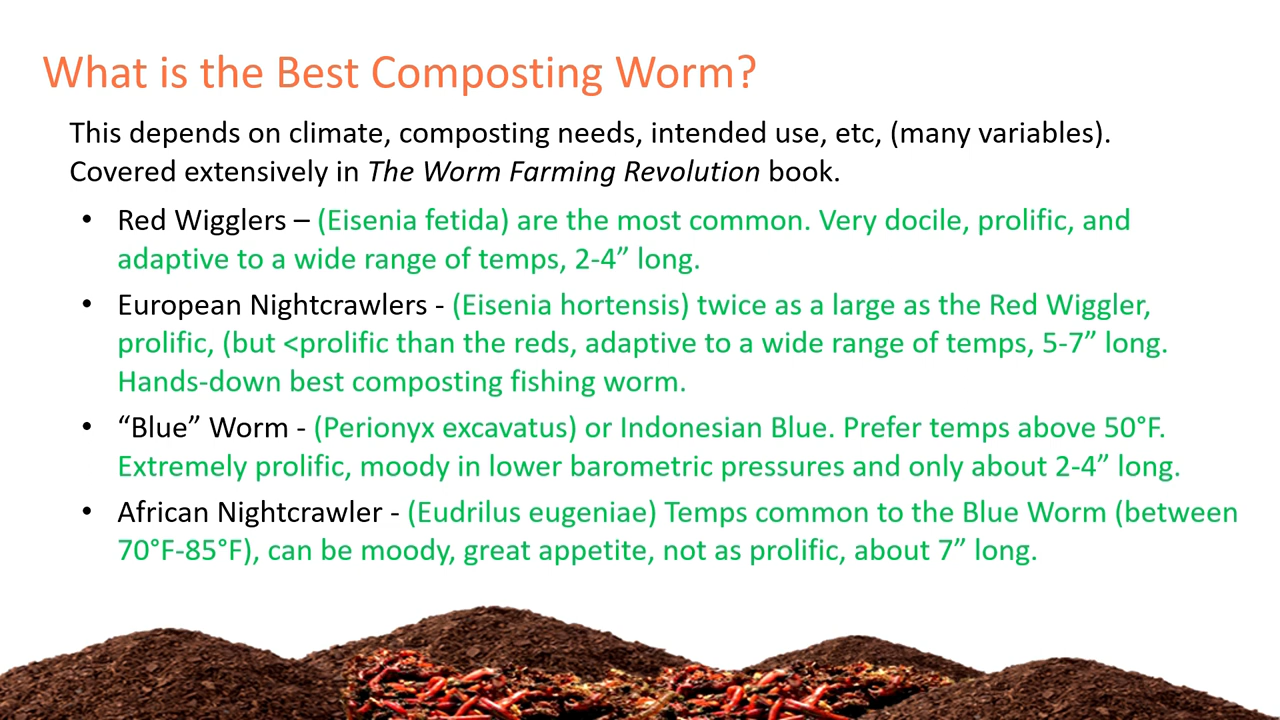 What is the Best Composting Worm?
This depends on climate, composting needs, intended use, etc, (many variables).
Covered extensively in The Worm Farming Revolution book.
• Red Wigglers – (Eisenia fetida) are the most common. Very docile, prolific, and
adaptive to a wide range of temps, 2-4” long.
• European Nightcrawlers - (Eisenia hortensis) twice as a large as the Red Wiggler,
prolific, (but <prolific than the reds, adaptive to a wide range of temps, 5-7” long.
Hands-down best composting fishing worm.
• “Blue” Worm - (Perionyx excavatus) or Indonesian Blue. Prefer temps above 50°F.
Extremely prolific, moody in lower barometric pressures and only about 2-4” long.
• African Nightcrawler - (Eudrilus eugeniae) Temps common to the Blue Worm (between
70°F-85°F), can be moody, great appetite, not as prolific, about 7” long.